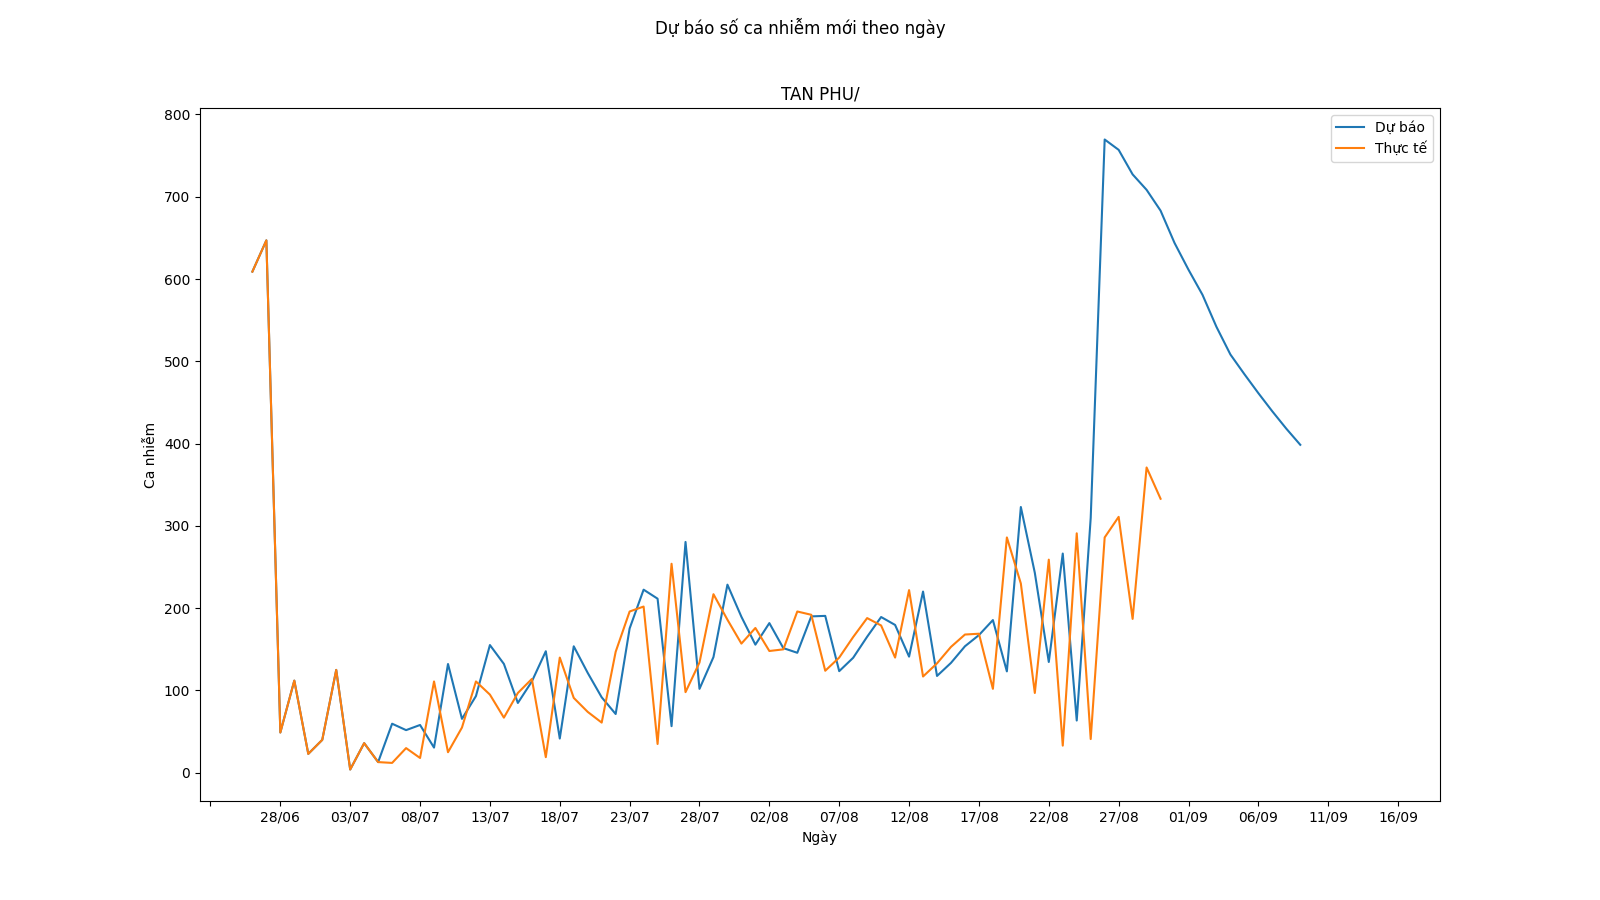 Dự báo số ca nhiễm mới theo ngày
TAN PHU/
Dự báo
Thực tế
800
700
600
500
400
300
200
100
0
Ca nhiễm
28/06 03/07 08/07 13/07 18/07 23/07 28/07 02/08 07/08 12/08 17/08 22/08 27/08 01/09 06/09 11/09 16/09
Ngày